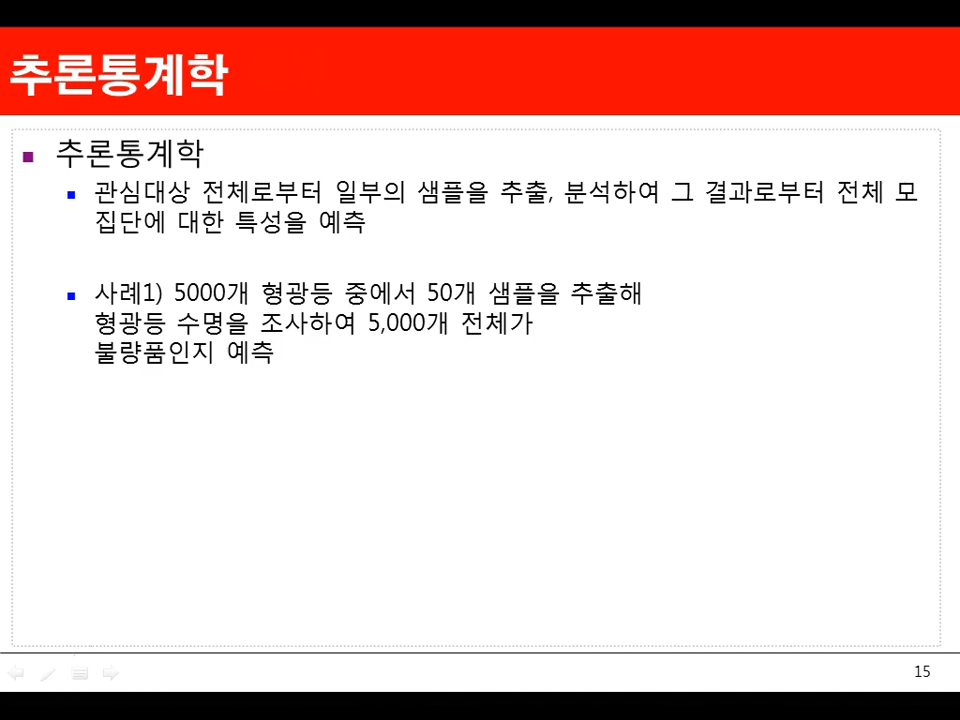 추론통계학
추론통계학
관심대상 전체로부터 일부의 샘플을 추출, 분석하여 그 결과로부터 전체 모
집단에 대한 특성을 예측
사례1) 5000개 형광등 중에서 50개 샘플을 추출해
형광등 수명을 조사하여 5,000개 전체가
불량품인지 예측
15